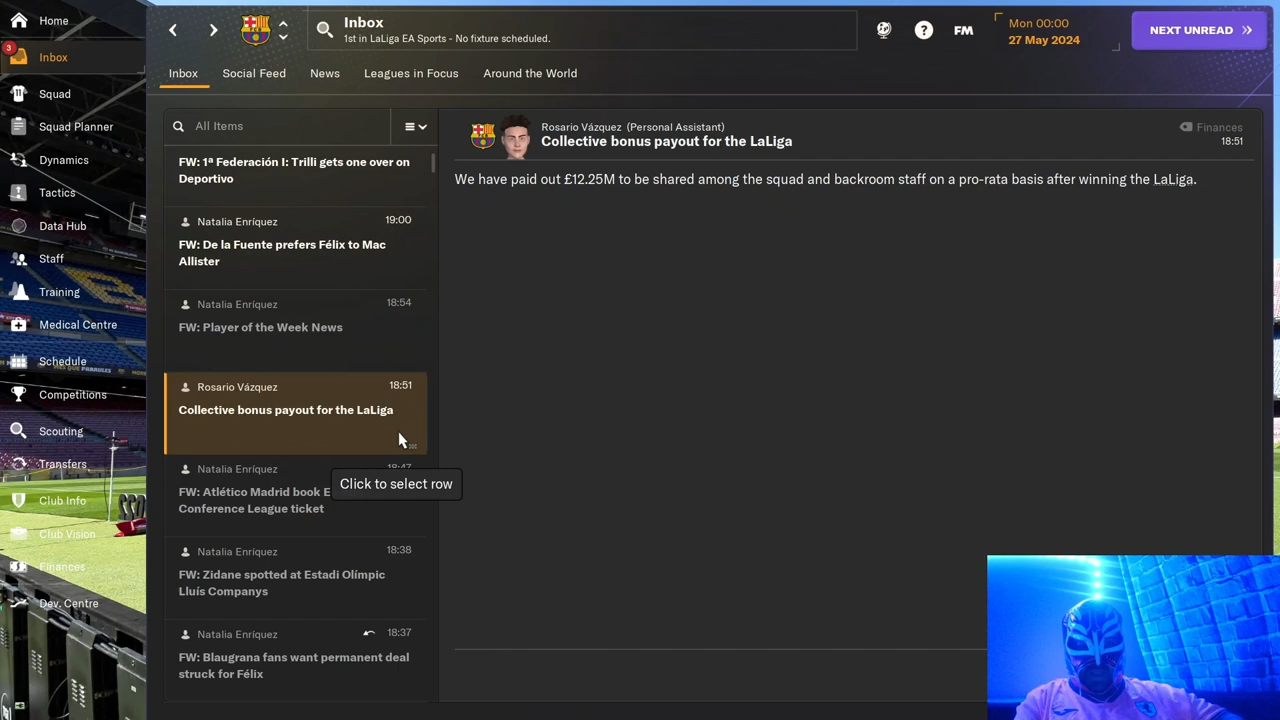 Home
3
Inbox
Squad
Squad Planner
Dynamics
Tactics
Data Hub
Staff
Training
Medical Centre
Schedule
Competitions
Scouting
Transfers
Club Info
Club Vision
Finances
Dev. Centre
Inbox
1st in LaLiga EA Sports - No fixture scheduled.
?
FM
Mon 00:00
27 May 2024
NEXT UNREAD
Inbox
Social Feed
News
Leagues in Focus
Around the World
All Items
FW: 1ª Federación I: Trilli gets one over on
Deportivo
Natalia Enríquez 19:00
FW: De la Fuente prefers Félix to Mac
Allister
Natalia Enríquez 18:54
FW: Player of the Week News
Rosario Vázquez 18:51
Collective bonus payout for the LaLiga
Natalia Enríquez 18:47
FW: Atlético Madrid book E
Conference League ticket
Click to select row
Natalia Enríquez 18:38
FW: Zidane spotted at Estadi Olímpic
Lluís Companys
Natalia Enríquez 18:37
FW: Blaugrana fans want permanent deal
struck for Félix
Rosario Vázquez (Personal Assistant)
Collective bonus payout for the LaLiga
Finances
18:51
We have paid out £12.25M to be shared among the squad and backroom staff on a pro-rata basis after winning the LaLiga.